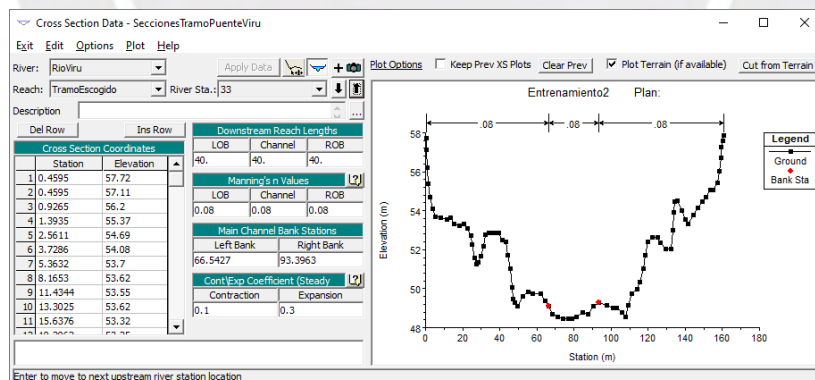 Cross Section Data - SeccionesTramoPuenteViru
Exit Edit Options Plot Help
River: RioViru Apply Data
Plot Options Keep Prev XS Plots Clear Prev Plot Terrain (if available) Cut from Terrain
Reach: TramoEscogido River Sta.: 33
Description ...
Del Row Ins Row
Cross Section Coordinates
Station Elevation
1 0.4595 57.72
2 0.4595 57.11
3 0.9265 56.2
4 1.3935 55.37
5 2.5611 54.69
6 3.7286 54.08
7 5.3632 53.7
8 8.1653 53.62
9 11.4344 53.55
10 13.3025 53.62
11 15.6376 53.32
Downstream Reach Lengths
LOB Channel ROB
40. 40. 40.
Manning's n Values
LOB Channel ROB
0.08 0.08 0.08
Main Channel Bank Stations
Left Bank Right Bank
66.5427 93.3963
Cont\Exp Coefficient (Steady
Contraction Expansion
0.1 0.3
Enter to move to next upstream river station location
Entrenamiento2 Plan:
.08 .08 .08
Legend
Ground
Bank Sta
Elevation (m)
58
56
54
52
50
48
0 20 40 60 80 100 120 140 160 180
Station (m)